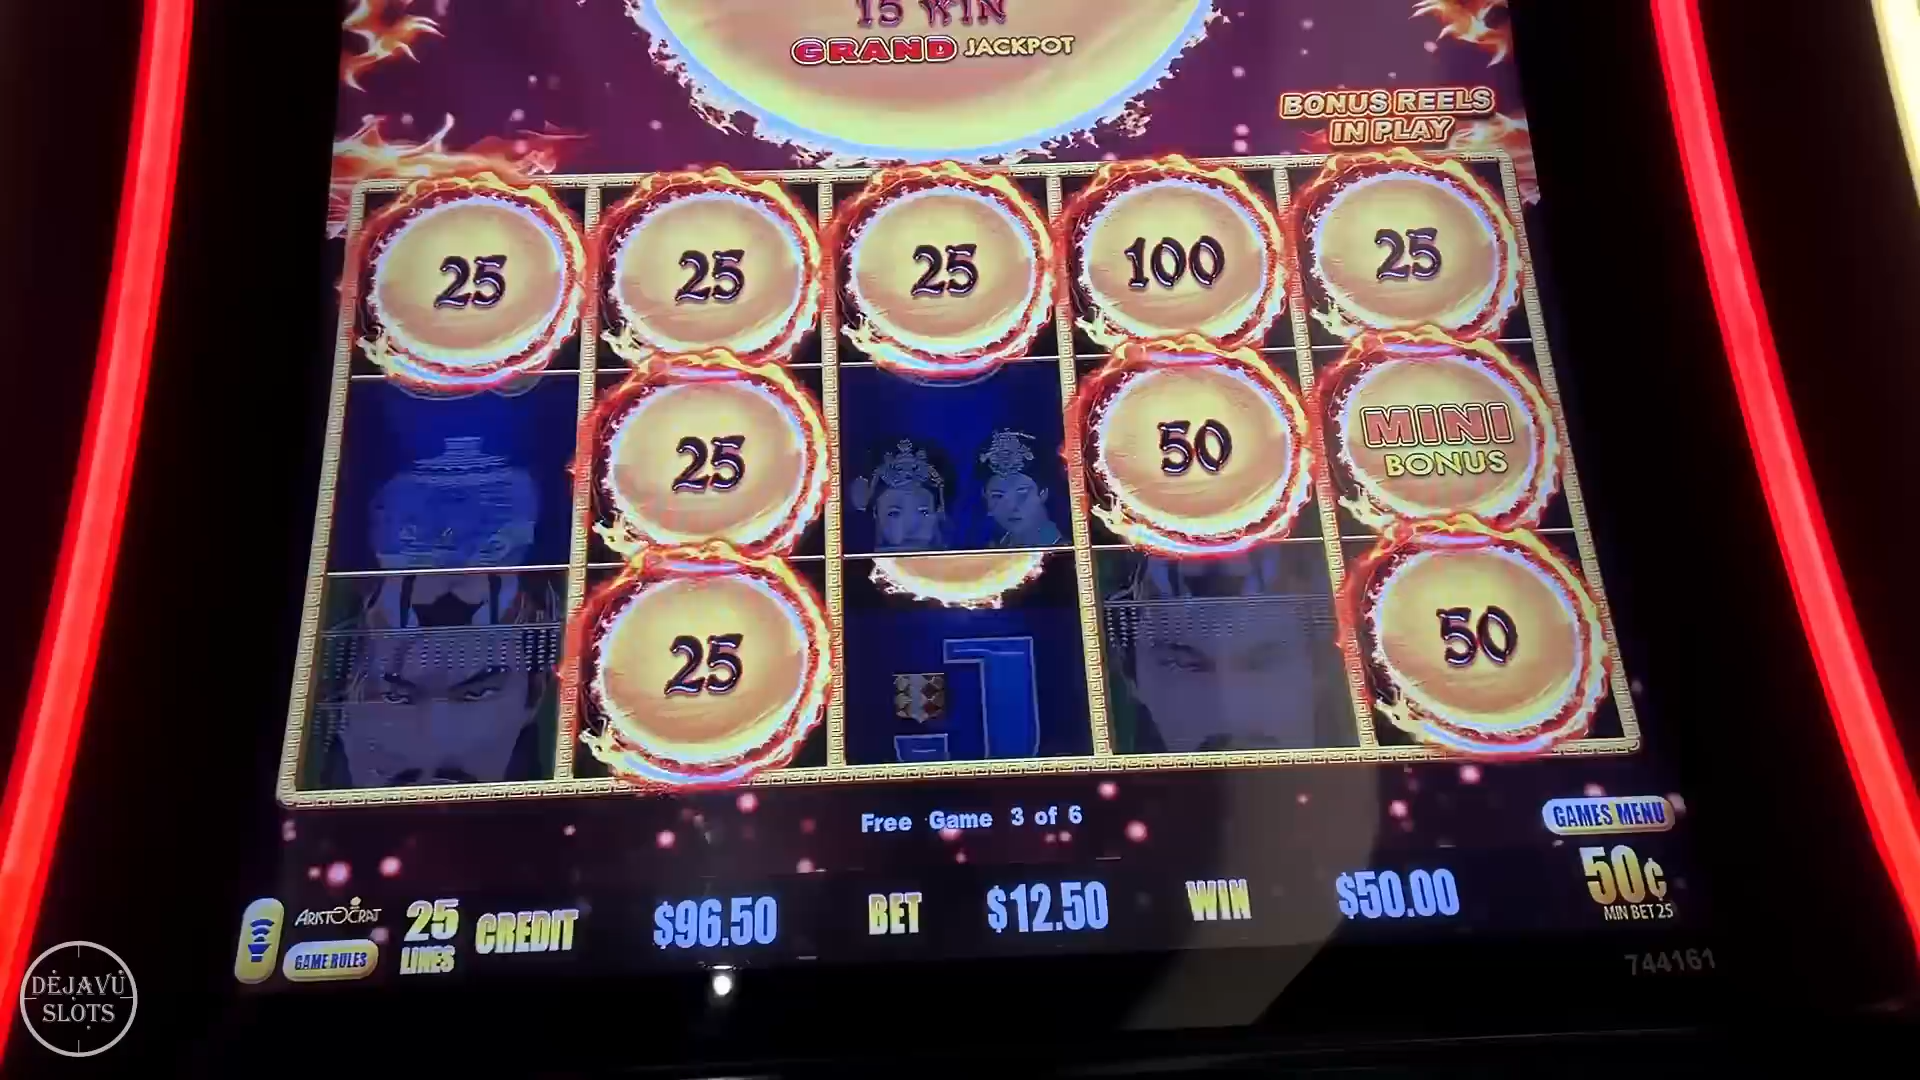 15 WIN
GRAND JACKPOT
BONUS REELS
IN PLAY
25 25 25 100 25
25 50 MINI
BONUS
25 J 50
Free Game 3 of 6
GAMES MENU
ARISTOCRAT
GAME RULES
25
LINES
CREDIT $96.50 BET $12.50 WIN $50.00
50¢
MIN BET 25
744161
DÉJÀVU
SLOTS